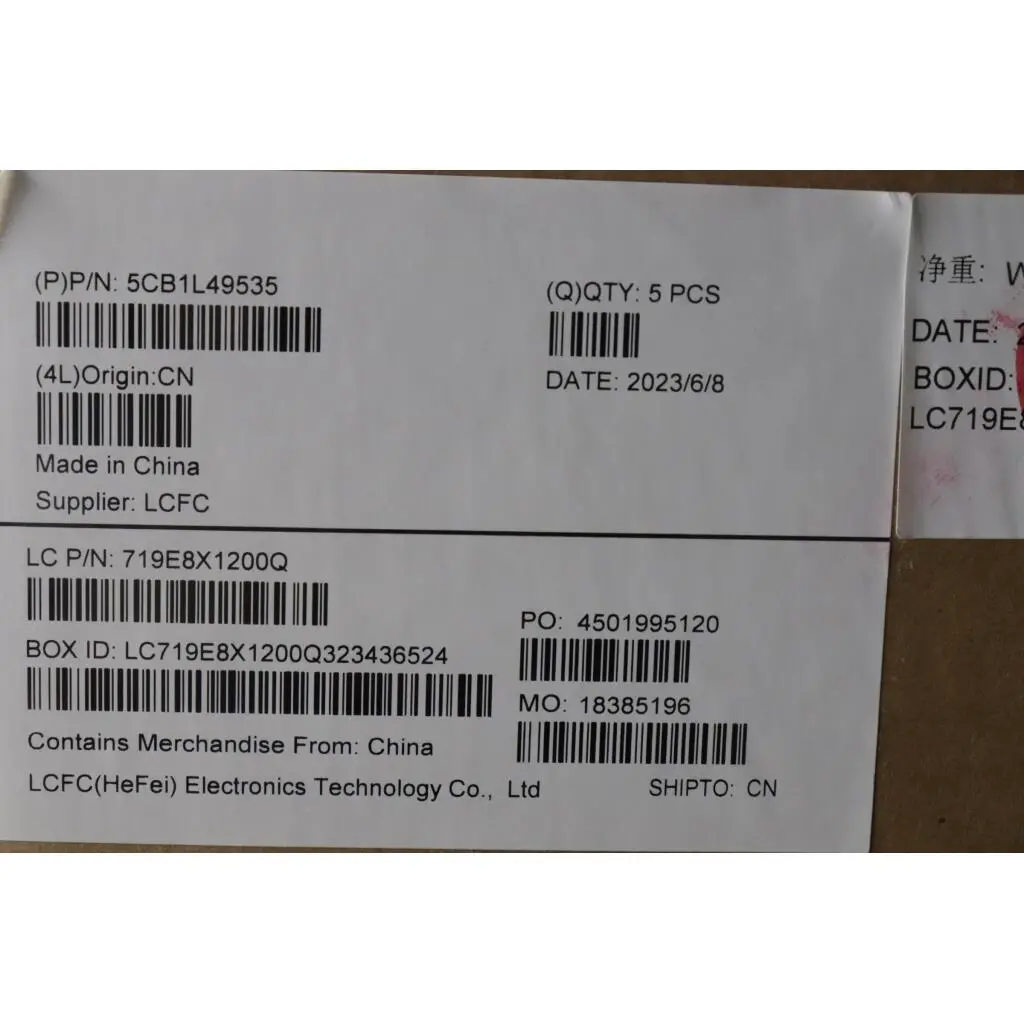 (P)P/N: 5CB1L49535
(Q)QTY: 5 PCS
(4L)Origin:CN
DATE: 2023/6/8
Made in China
Supplier: LCFC
LC P/N: 719E8X1200Q
BOX ID: LC719E8X1200Q323436524
PO: 4501995120
MO: 18385196
Contains Merchandise From: China
LCFC(HeFei) Electronics Technology Co., Ltd
SHIPTO: CN
净重:
DATE:
BOXID:
LC719E8